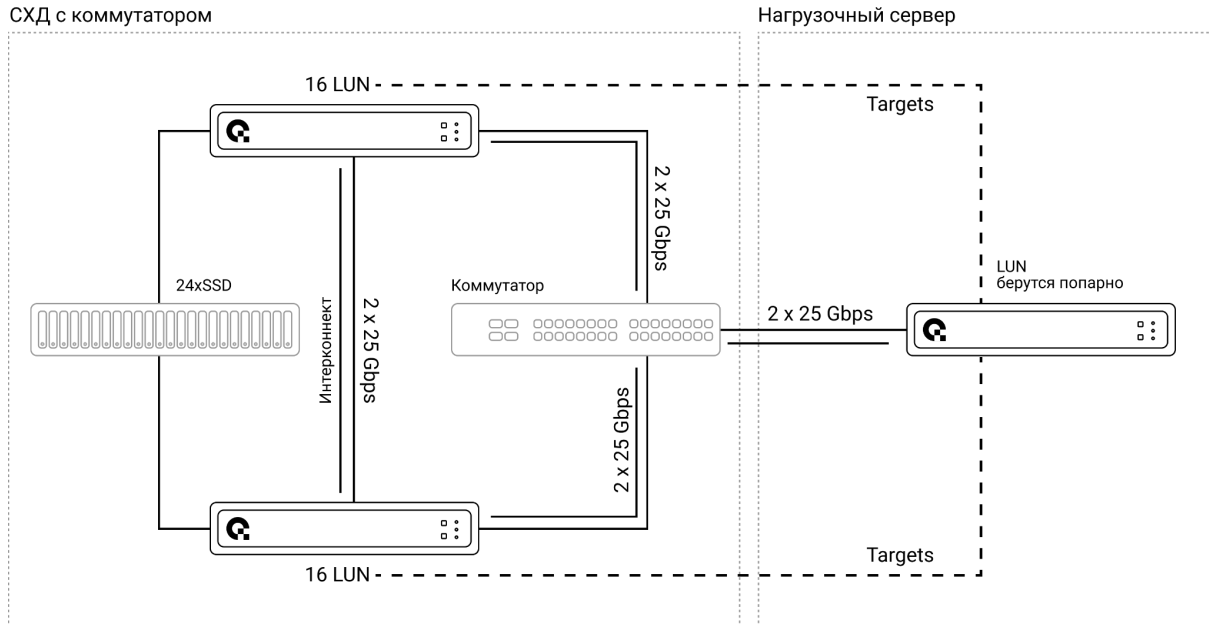 СХД с коммутатором
Нагрузочный сервер
16 LUN
Targets
2 x 25 Gbps
24xSSD
Интерконнект
2 x 25 Gbps
Коммутатор
2 x 25 Gbps
LUN
берутся попарно
2 x 25 Gbps
Targets
16 LUN